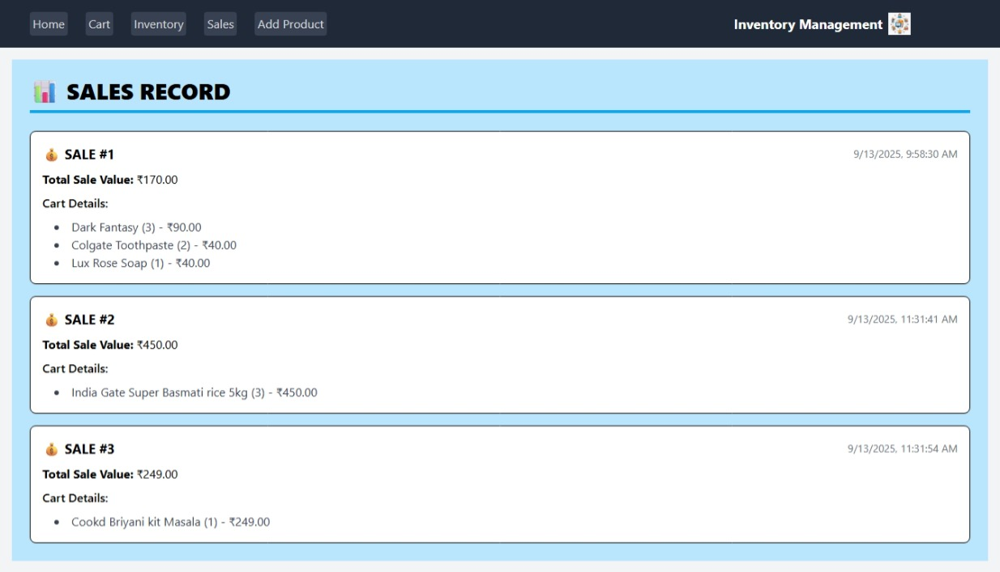 Home Cart Inventory Sales Add Product Inventory Management
SALES RECORD
SALE #1 9/13/2025, 9:58:30 AM
Total Sale Value: ₹170.00
Cart Details:
Dark Fantasy (3) - ₹90.00
Colgate Toothpaste (2) - ₹40.00
Lux Rose Soap (1) - ₹40.00
SALE #2 9/13/2025, 11:31:41 AM
Total Sale Value: ₹450.00
Cart Details:
India Gate Super Basmati rice 5kg (3) - ₹450.00
SALE #3 9/13/2025, 11:31:54 AM
Total Sale Value: ₹249.00
Cart Details:
Cookd Briyani kit Masala (1) - ₹249.00